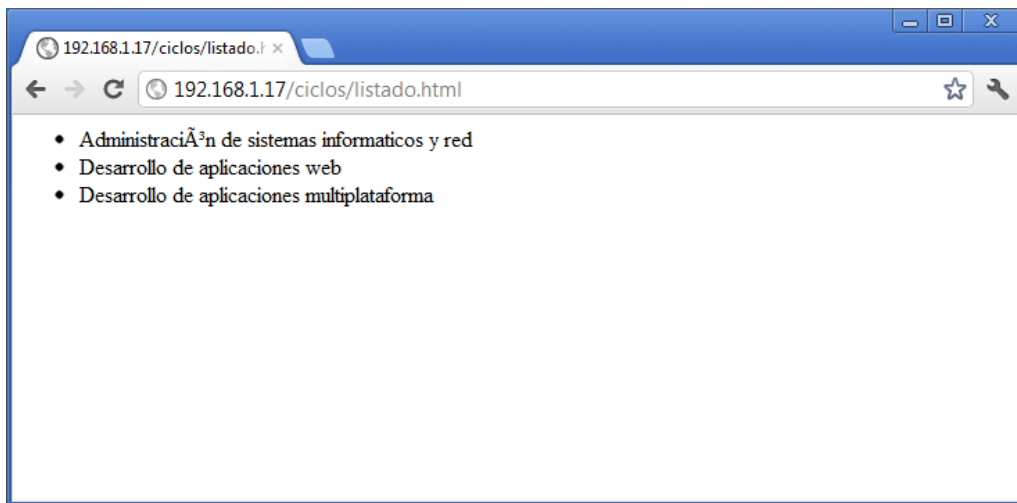 192.168.1.17/ciclos/listado.h
192.168.1.17/ciclos/listado.html
• AdministraciÃ³n de sistemas informaticos y red
• Desarrollo de aplicaciones web
• Desarrollo de aplicaciones multiplataforma